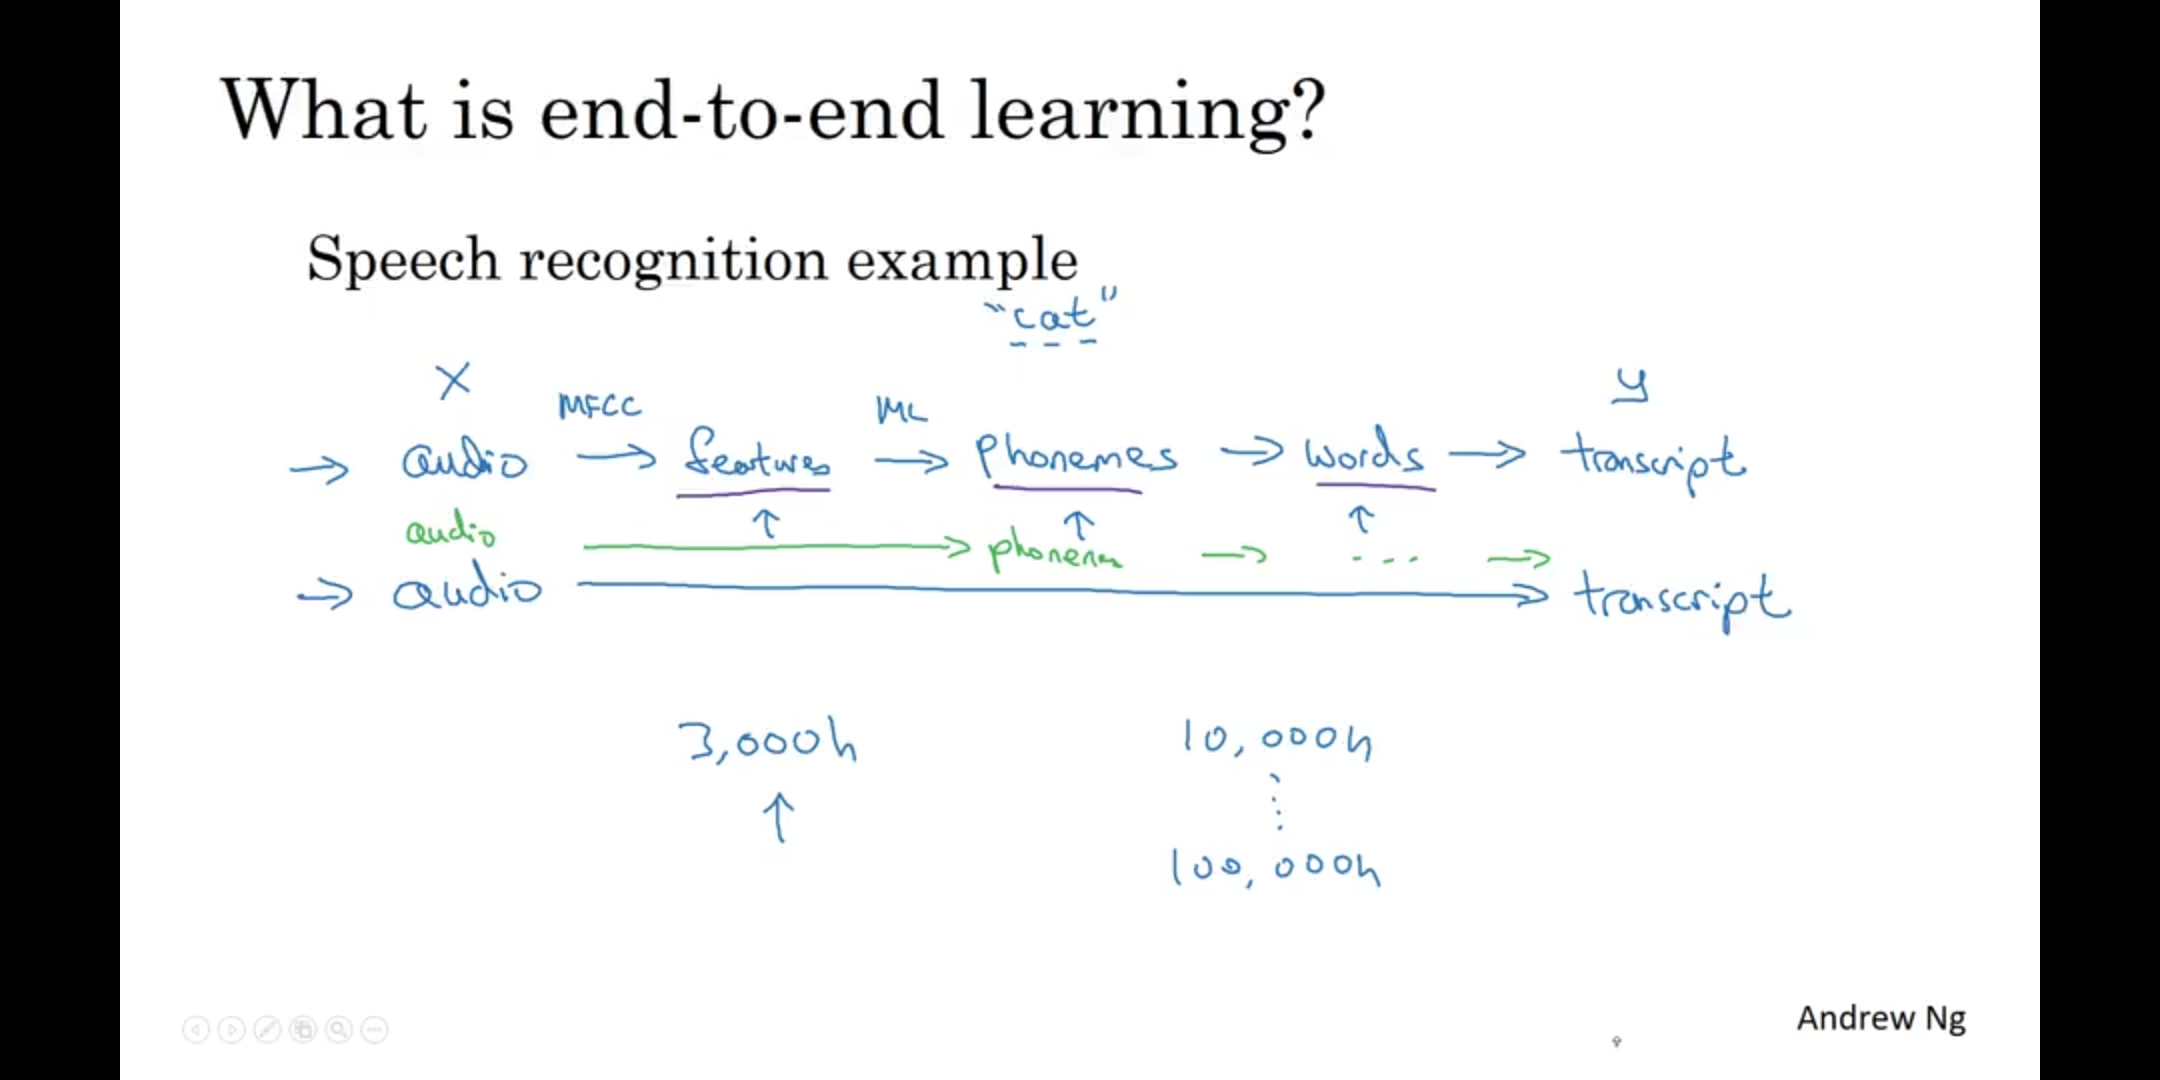 What is end-to-end learning?
Speech recognition example
"cat"
X MFCC ML y
→ audio → features → phonemes → words → transcript
audio → → ... →
→ audio → transcript
3,000h 10,000h
↑ ⋮
100,000h
Andrew Ng